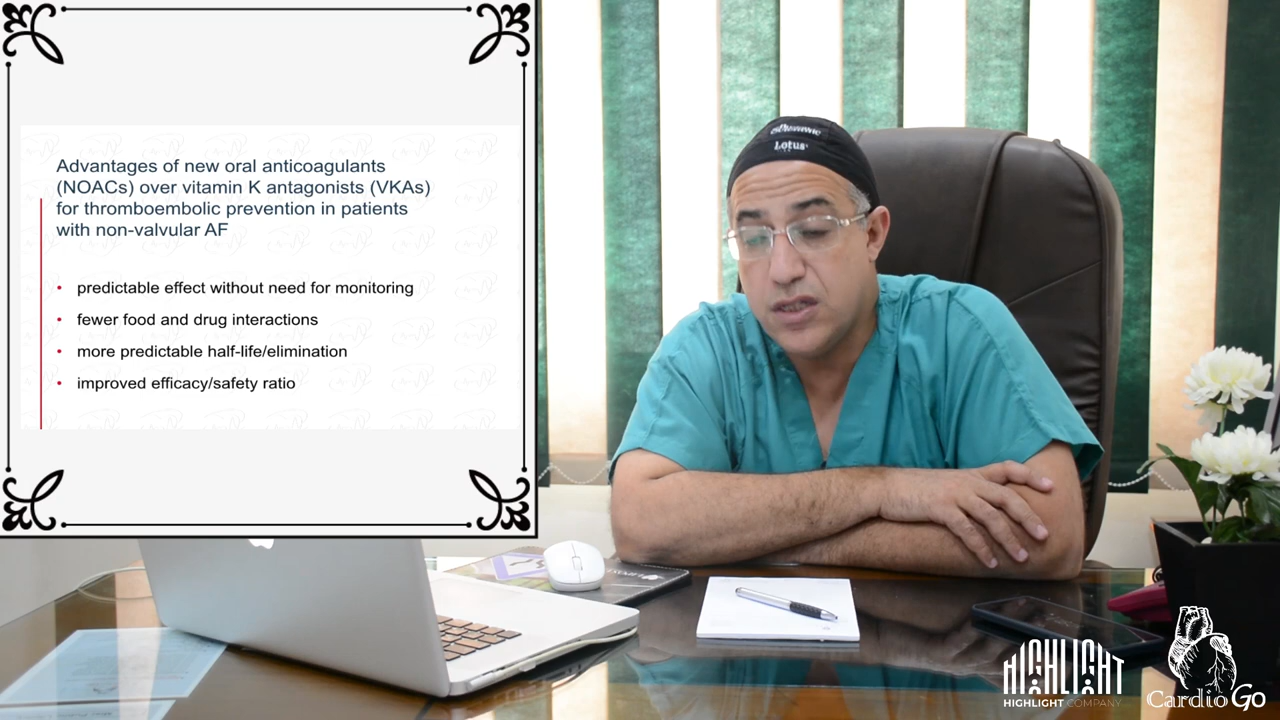 Advantages of new oral anticoagulants
(NOACs) over vitamin K antagonists (VKAs)
for thromboembolic prevention in patients
with non-valvular AF
• predictable effect without need for monitoring
• fewer food and drug interactions
• more predictable half-life/elimination
• improved efficacy/safety ratio
Lotus
HIGHLIGHT
HIGHLIGHT COMPANY
Cardio Go